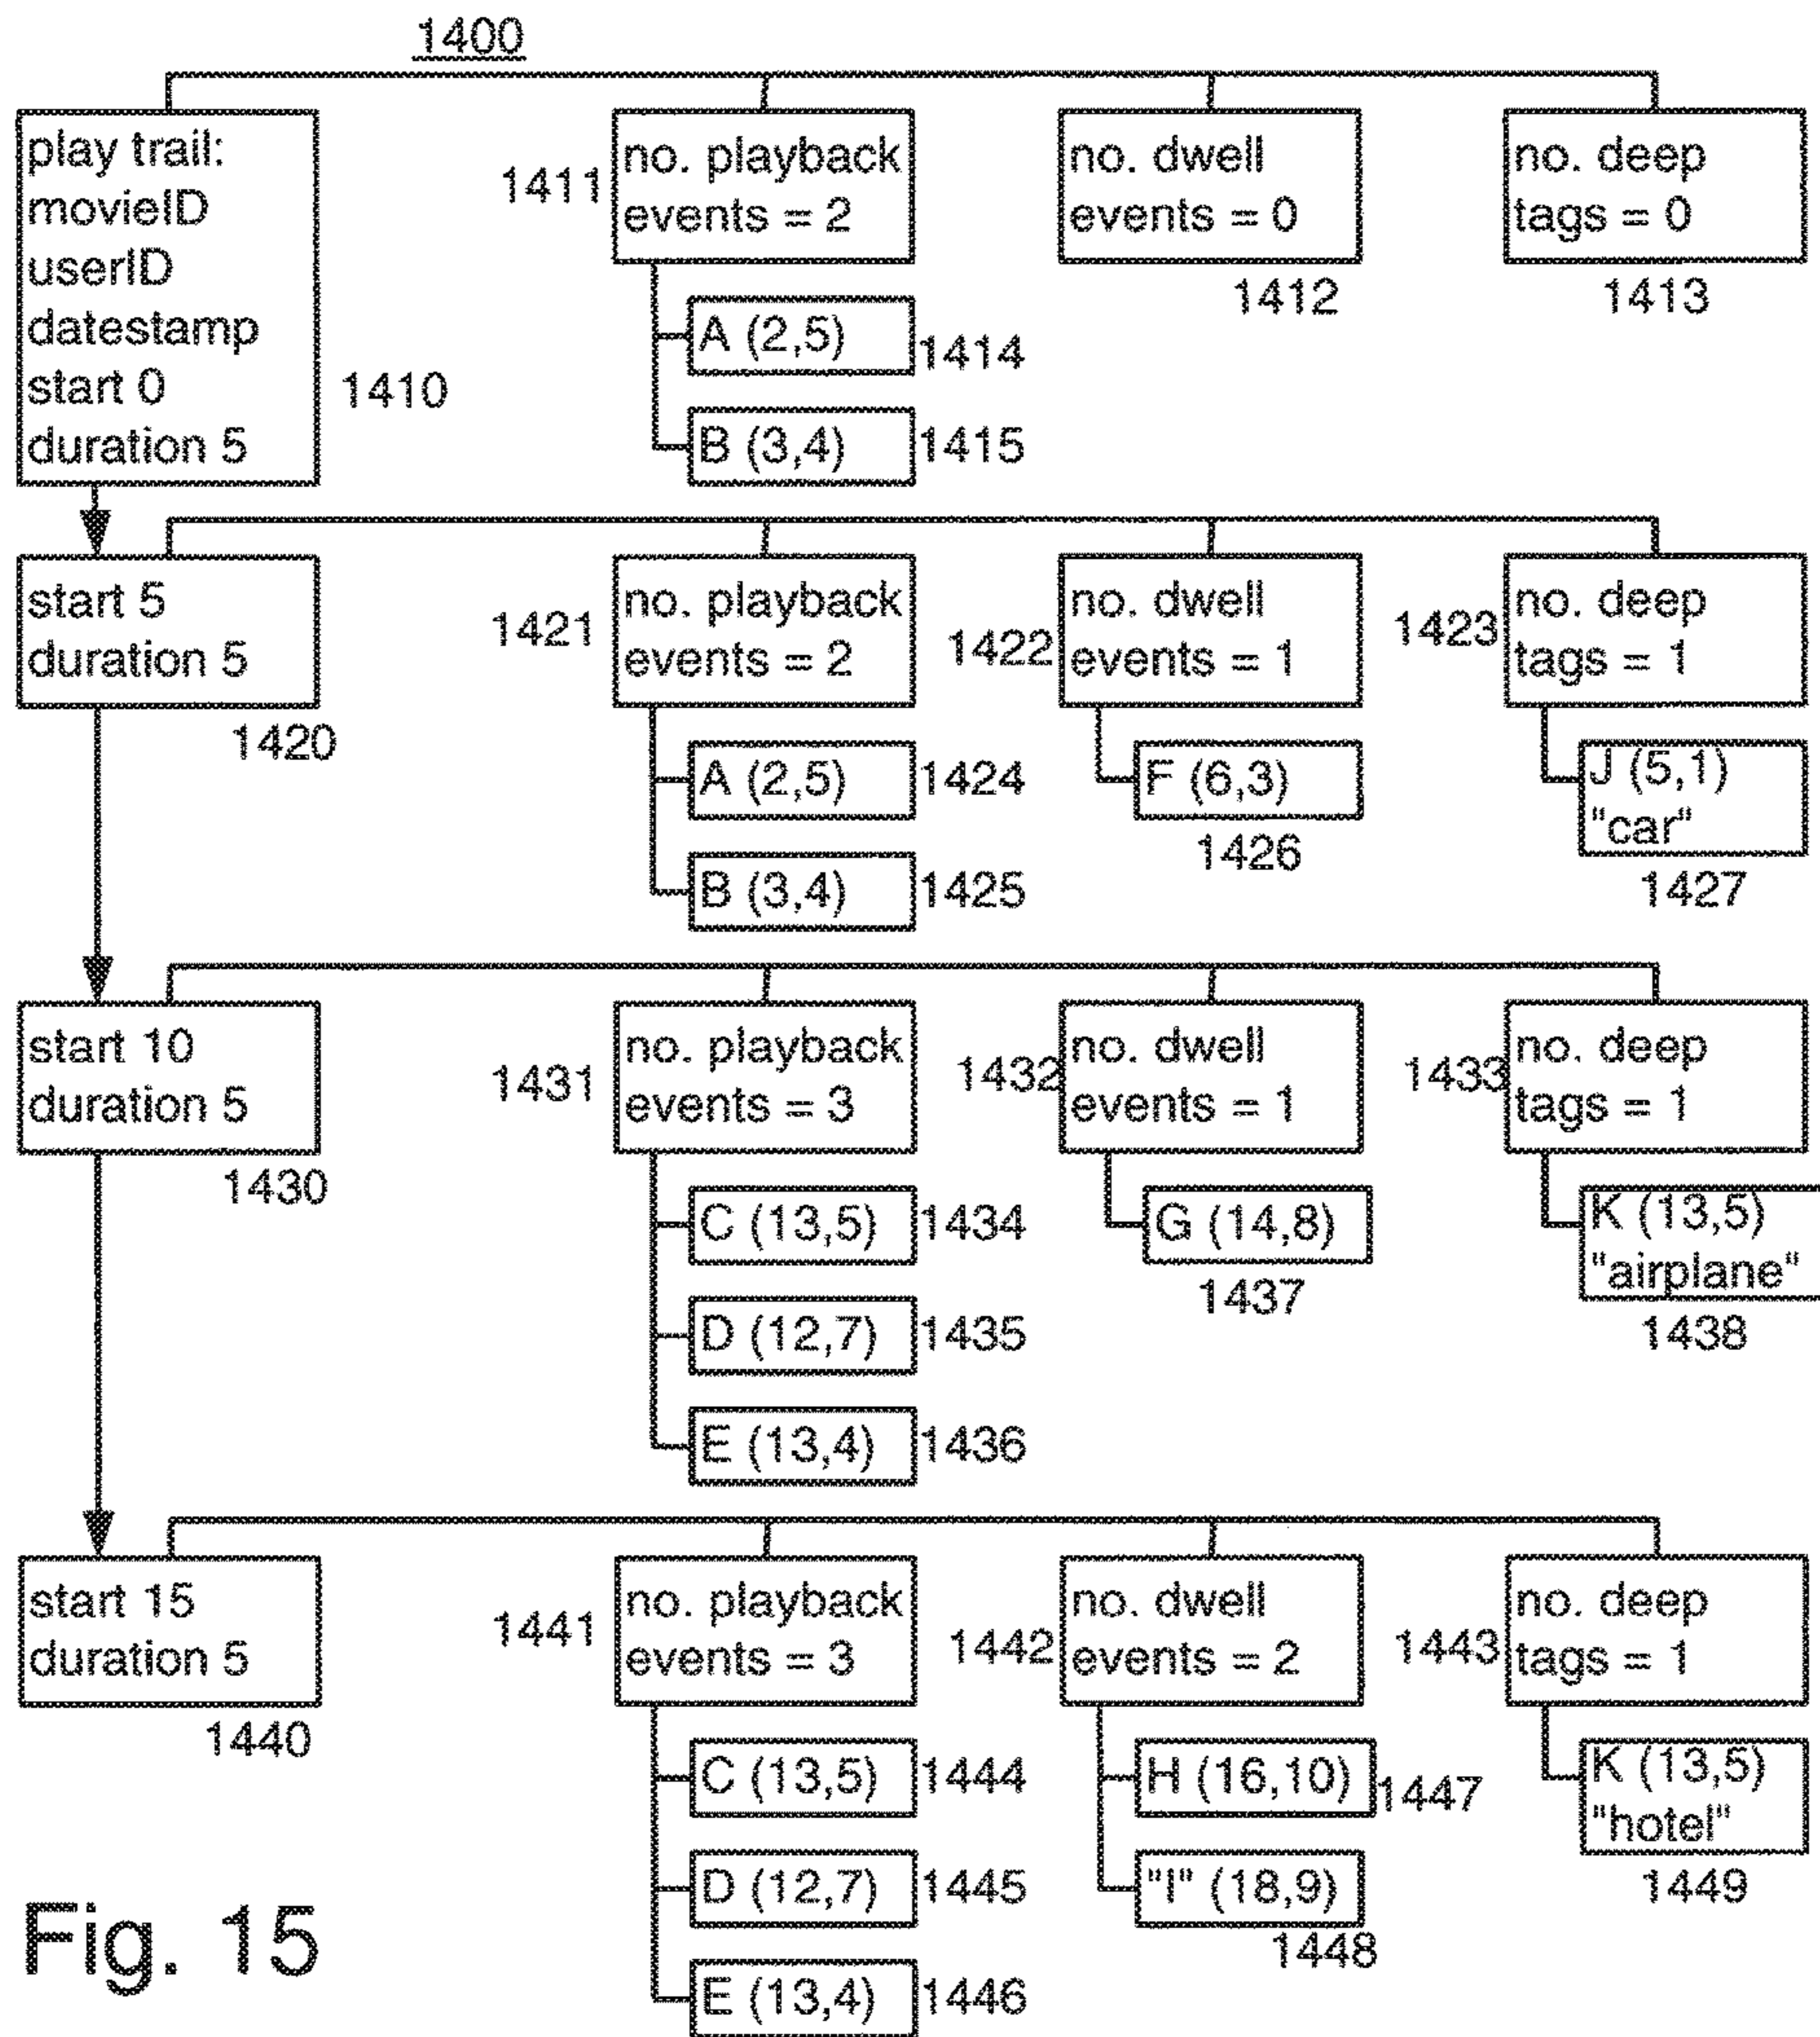 1400
play trail:
movieID
userID
datestamp
start 0
duration 5
1410
1411
no. playback
events = 2
A (2,5)
1414
B (3,4)
1415
no. dwell
events = 0
1412
no. deep
tags = 0
1413
start 5
duration 5
1420
1421
no. playback
events = 2
A (2,5)
1424
B (3,4)
1425
1422
no. dwell
events = 1
F (6,3)
1426
1423
no. deep
tags = 1
J (5,1)
"car"
1427
start 10
duration 5
1430
1431
no. playback
events = 3
C (13,5)
1434
D (12,7)
1435
E (13,4)
1436
1432
no. dwell
events = 1
G (14,8)
1437
1433
no. deep
tags = 1
K (13,5)
"airplane"
1438
start 15
duration 5
1440
1441
no. playback
events = 3
C (13,5)
1444
D (12,7)
1445
E (13,4)
1446
1442
no. dwell
events = 2
H (16,10)
1447
"I" (18,9)
1448
1443
no. deep
tags = 1
K (13,5)
"hotel"
1449
Fig. 15